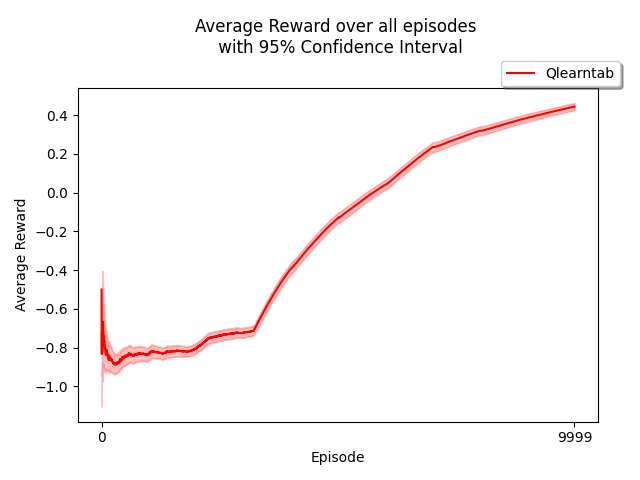 Average Reward over all episodes
with 95% Confidence Interval
Qlearntab
0.4
0.2
0.0
−0.2
−0.4
−0.6
−0.8
−1.0
Average Reward
0
9999
Episode